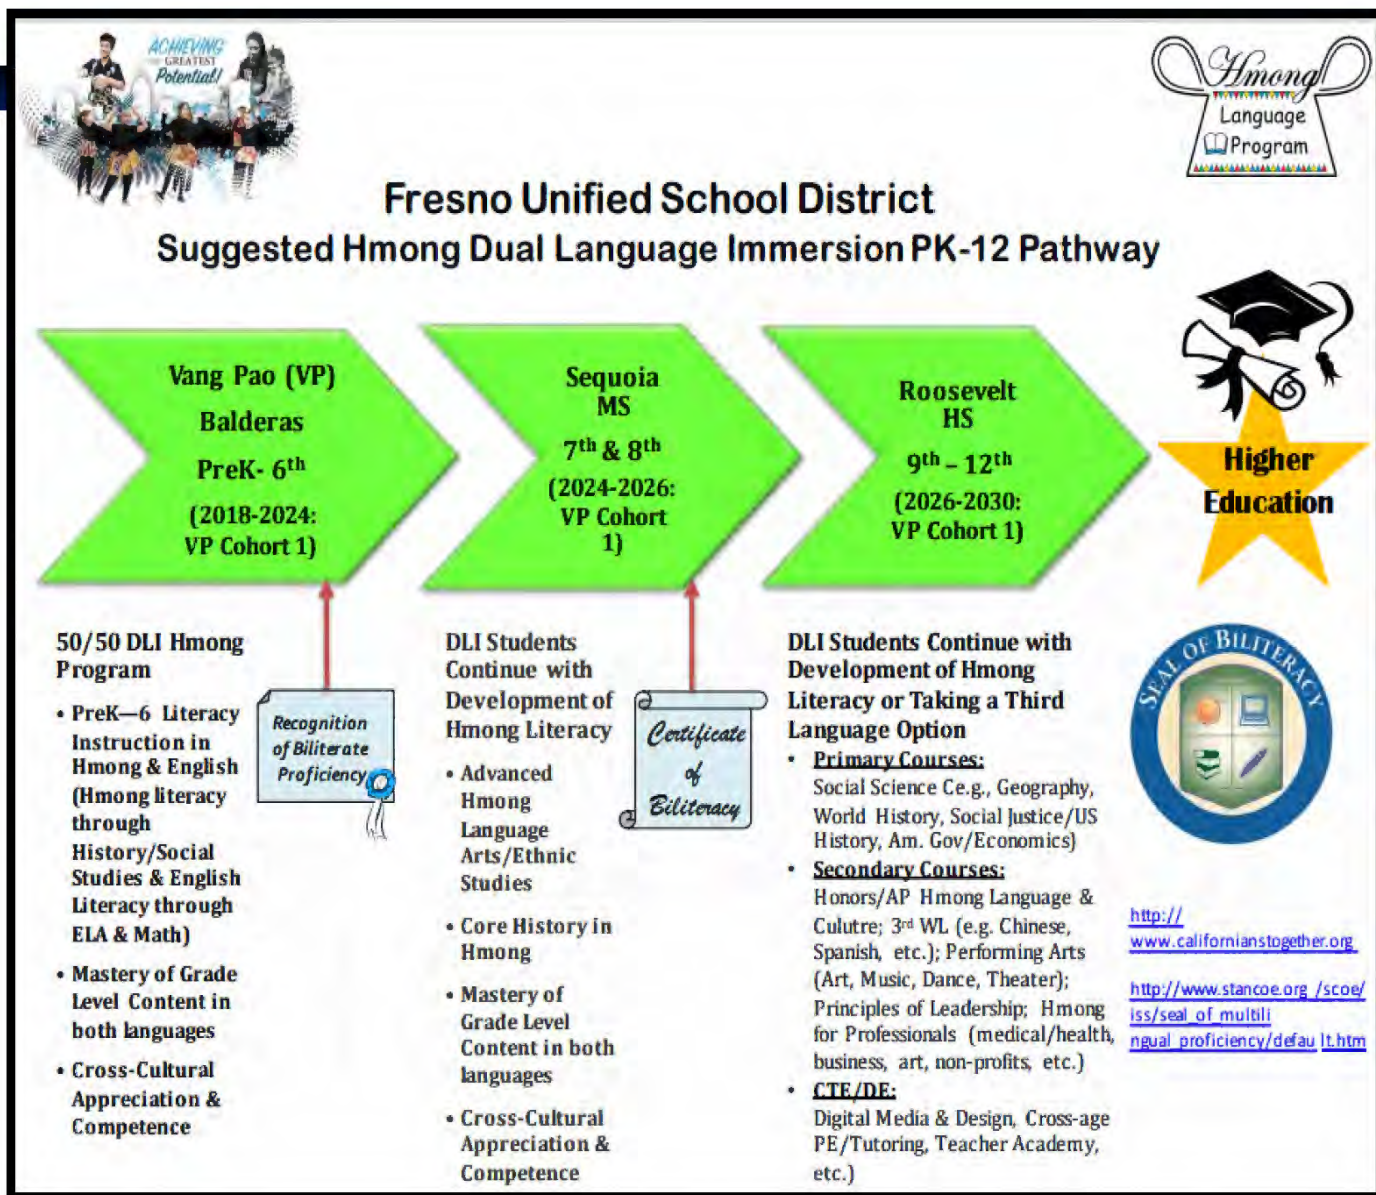 ACHIEVING
OUR GREATEST
Potential!
Hmong
Language
Program
Fresno Unified School District
Suggested Hmong Dual Language Immersion PK-12 Pathway
Vang Pao (VP)
Balderas
PreK- 6th
(2018-2024:
VP Cohort 1)
Sequoia
MS
7th & 8th
(2024-2026:
VP Cohort
1)
Roosevelt
HS
9th – 12th
(2026-2030:
VP Cohort 1)
Higher
Education
50/50 DLI Hmong
Program
• PreK—6 Literacy
Instruction in
Hmong & English
(Hmong literacy
through
History/Social
Studies & English
Literacy through
ELA & Math)
• Mastery of Grade
Level Content in
both languages
• Cross-Cultural
Appreciation &
Competence
Recognition
of Biliterate
Proficiency
DLI Students
Continue with
Development of
Hmong Literacy
• Advanced
Hmong
Language
Arts/Ethnic
Studies
• Core History in
Hmong
• Mastery of
Grade Level
Content in both
languages
• Cross-Cultural
Appreciation &
Competence
Certificate
of
Biliteracy
DLI Students Continue with
Development of Hmong
Literacy or Taking a Third
Language Option
• Primary Courses:
Social Science Ce.g., Geography,
World History, Social Justice/US
History, Am. Gov/Economics)
• Secondary Courses:
Honors/AP Hmong Language &
Culutre; 3rd WL (e.g. Chinese,
Spanish, etc.); Performing Arts
(Art, Music, Dance, Theater);
Principles of Leadership; Hmong
for Professionals (medical/health,
business, art, non-profits, etc.)
• CTE/DE:
Digital Media & Design, Cross-age
PE/Tutoring, Teacher Academy,
etc.)
SEAL OF BILITERACY
http://
www.californianstogether.org
http://www.stancoe.org /scoe/
iss/seal_of_multili
ngual_proficiency/defau lt.htm